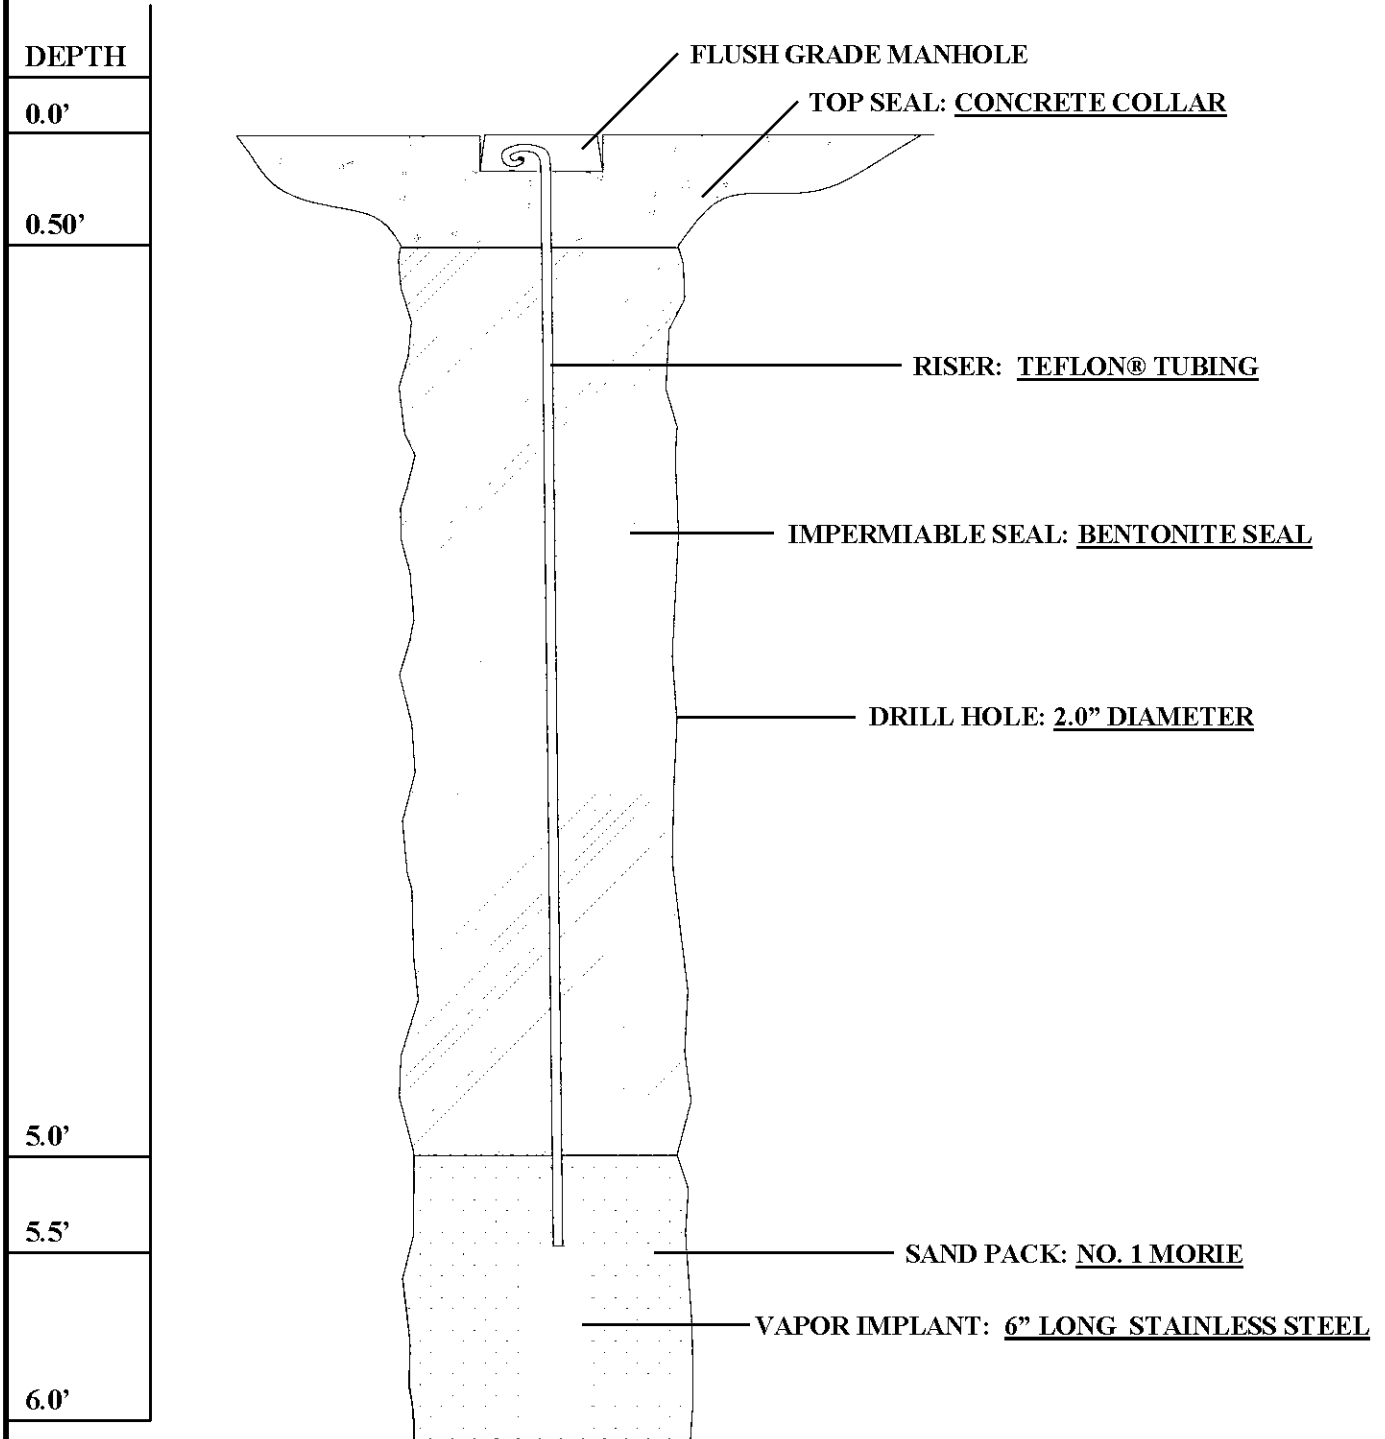 DEPTH
FLUSH GRADE MANHOLE
TOP SEAL: CONCRETE COLLAR
0.0’
0.50’
RISER: TEFLON® TUBING
IMPERMIABLE SEAL: BENTONITE SEAL
DRILL HOLE: 2.0” DIAMETER
5.0’
5.5’
SAND PACK: NO. 1 MORIE
VAPOR IMPLANT: 6” LONG STAINLESS STEEL
6.0’